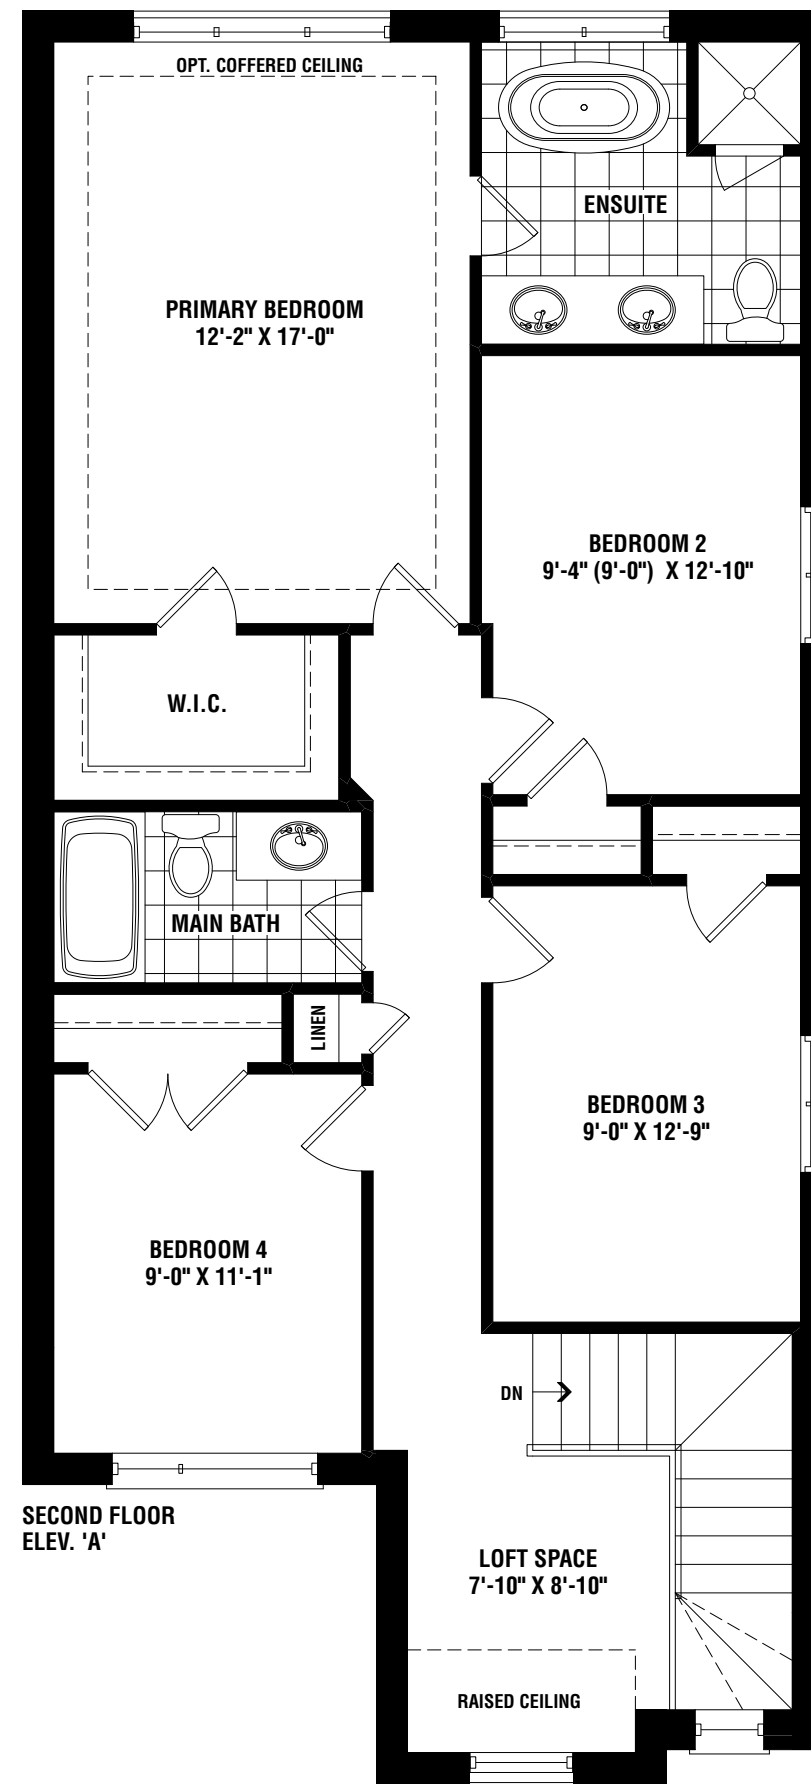 OPT. COFFERED CEILING
ENSUITE
PRIMARY BEDROOM
12'-2" X 17'-0"
BEDROOM 2
9'-4" (9'-0") X 12'-10"
W.I.C.
MAIN BATH
LINEN
BEDROOM 3
9'-0" X 12'-9"
BEDROOM 4
9'-0" X 11'-1"
DN
SECOND FLOOR
ELEV. 'A'
LOFT SPACE
7'-10" X 8'-10"
RAISED CEILING